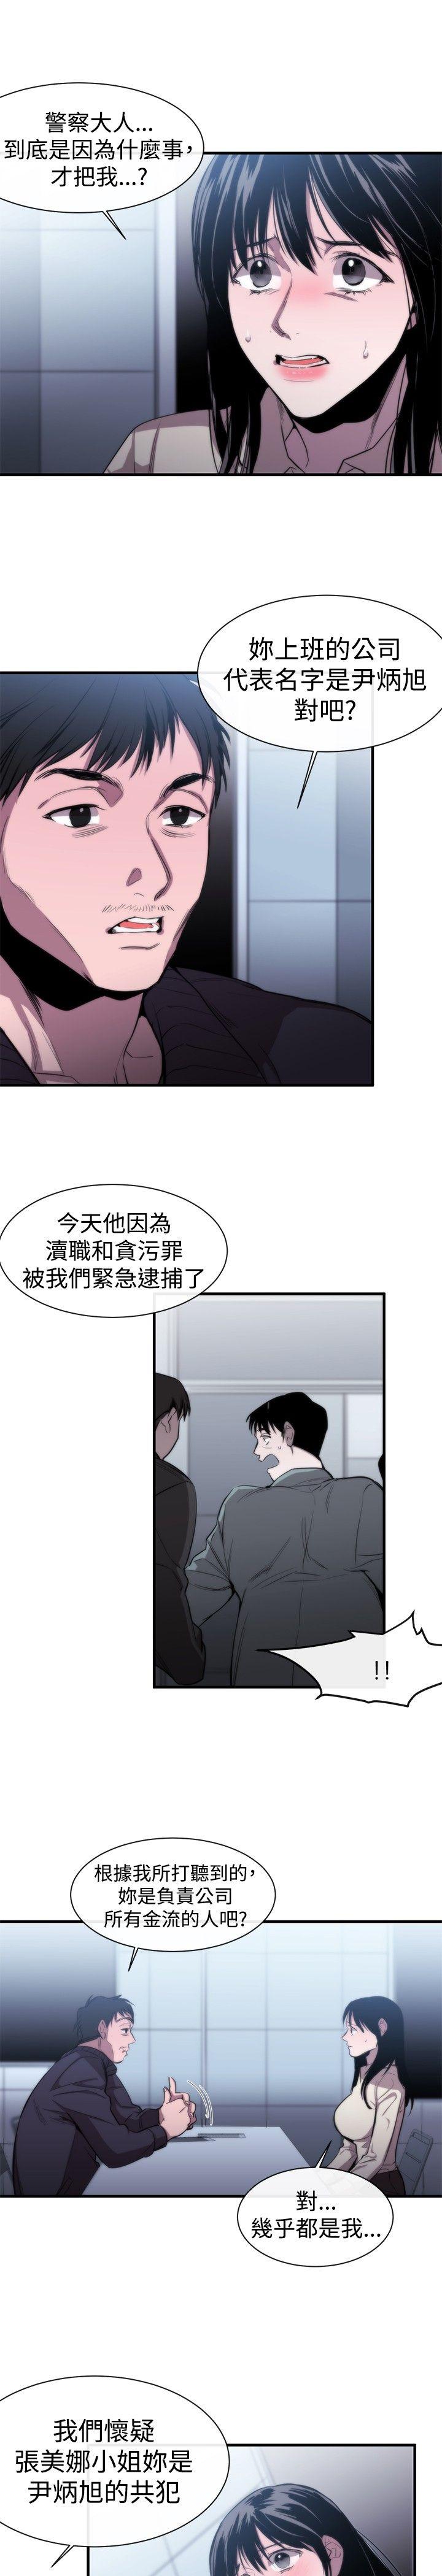 警察大人…
到底是因為什麼事，
才把我…?
妳上班的公司
代表名字是尹炳旭
對吧?
今天他因為
瀆職和貪污罪
被我們緊急逮捕了
!!
根據我所打聽到的，
妳是負責公司
所有金流的人吧?
對…
幾乎都是我…
我們懷疑
張美娜小姐妳是
尹炳旭的共犯